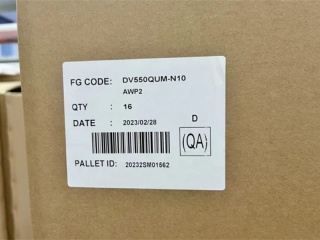 FG CODE: DV550QUM-N10
AWP2
QTY : 16
DATE : 2023/02/28
D
(QA)
PALLET ID: 20232SM01562